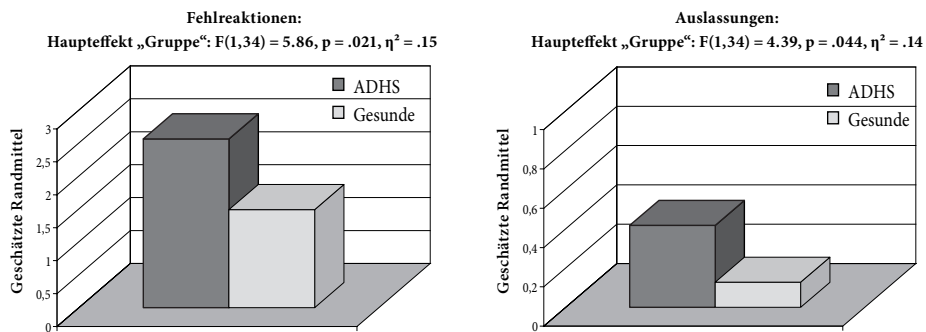 Fehlreaktionen:
Haupteffekt „Gruppe“: F(1,34) = 5.86, p = .021, η² = .15
ADHS
Gesunde
Geschätzte Randmittel
3
2,5
2
1,5
1
0,5
0
Auslassungen:
Haupteffekt „Gruppe“: F(1,34) = 4.39, p = .044, η² = .14
ADHS
Gesunde
Geschätzte Randmittel
1
0,8
0,6
0,4
0,2
0